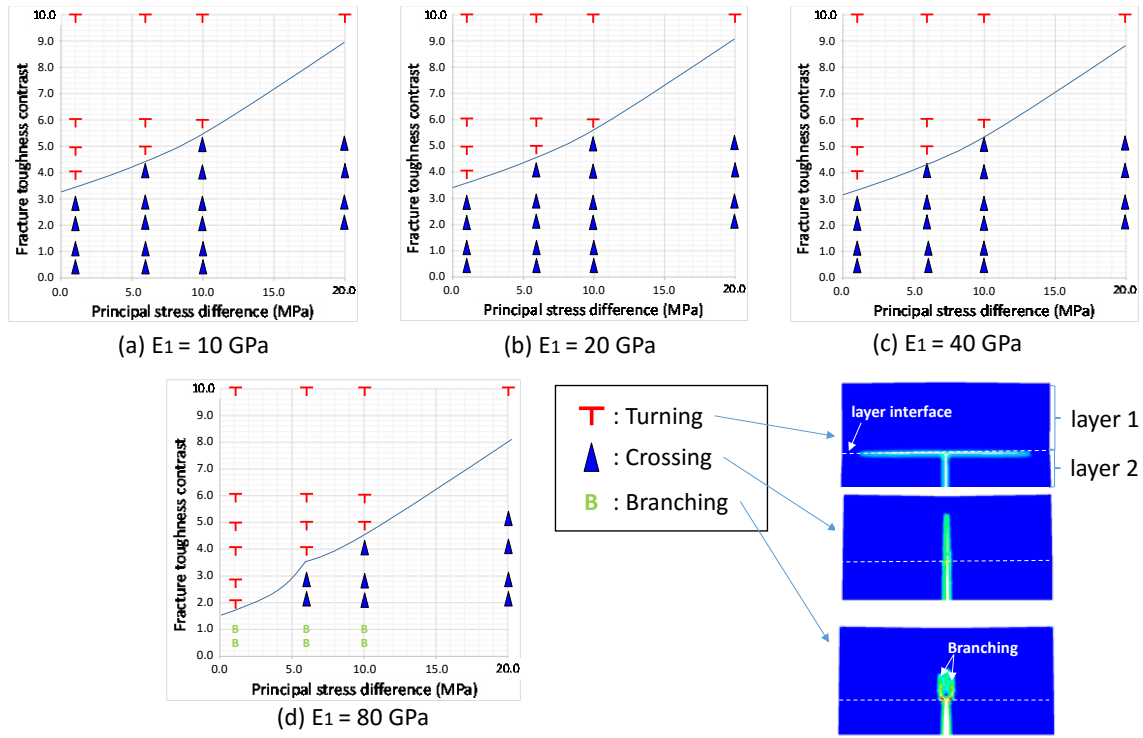 Fracture toughness contrast
10.0
9.0
8.0
7.0
6.0
5.0
4.0
3.0
2.0
1.0
0.0
0.0 5.0 10.0 15.0 20.0
Principal stress difference (MPa)
(a) E1 = 10 GPa
Fracture toughness contrast
10.0
9.0
8.0
7.0
6.0
5.0
4.0
3.0
2.0
1.0
0.0
0.0 5.0 10.0 15.0 20.0
Principal stress difference (MPa)
(b) E1 = 20 GPa
Fracture toughness contrast
10.0
9.0
8.0
7.0
6.0
5.0
4.0
3.0
2.0
1.0
0.0
0.0 5.0 10.0 15.0 20.0
Principal stress difference (MPa)
(c) E1 = 40 GPa
Fracture toughness contrast
10.0
9.0
8.0
7.0
6.0
5.0
4.0
3.0
2.0
1.0
0.0
B B B
B B B
0.0 5.0 10.0 15.0 20.0
Principal stress difference (MPa)
(d) E1 = 80 GPa
: Turning
: Crossing
B : Branching
layer interface
layer 1
layer 2
Branching